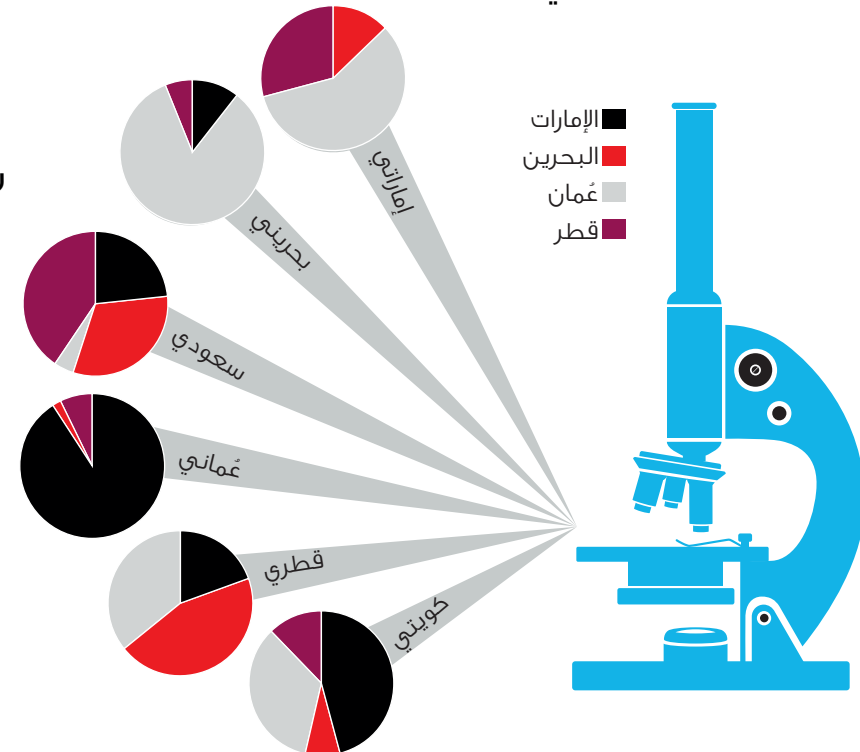 الإمارات
البحرين
عُمان
قطر
إماراتي
بحريني
سعودي
عُماني
قطري
كويتي